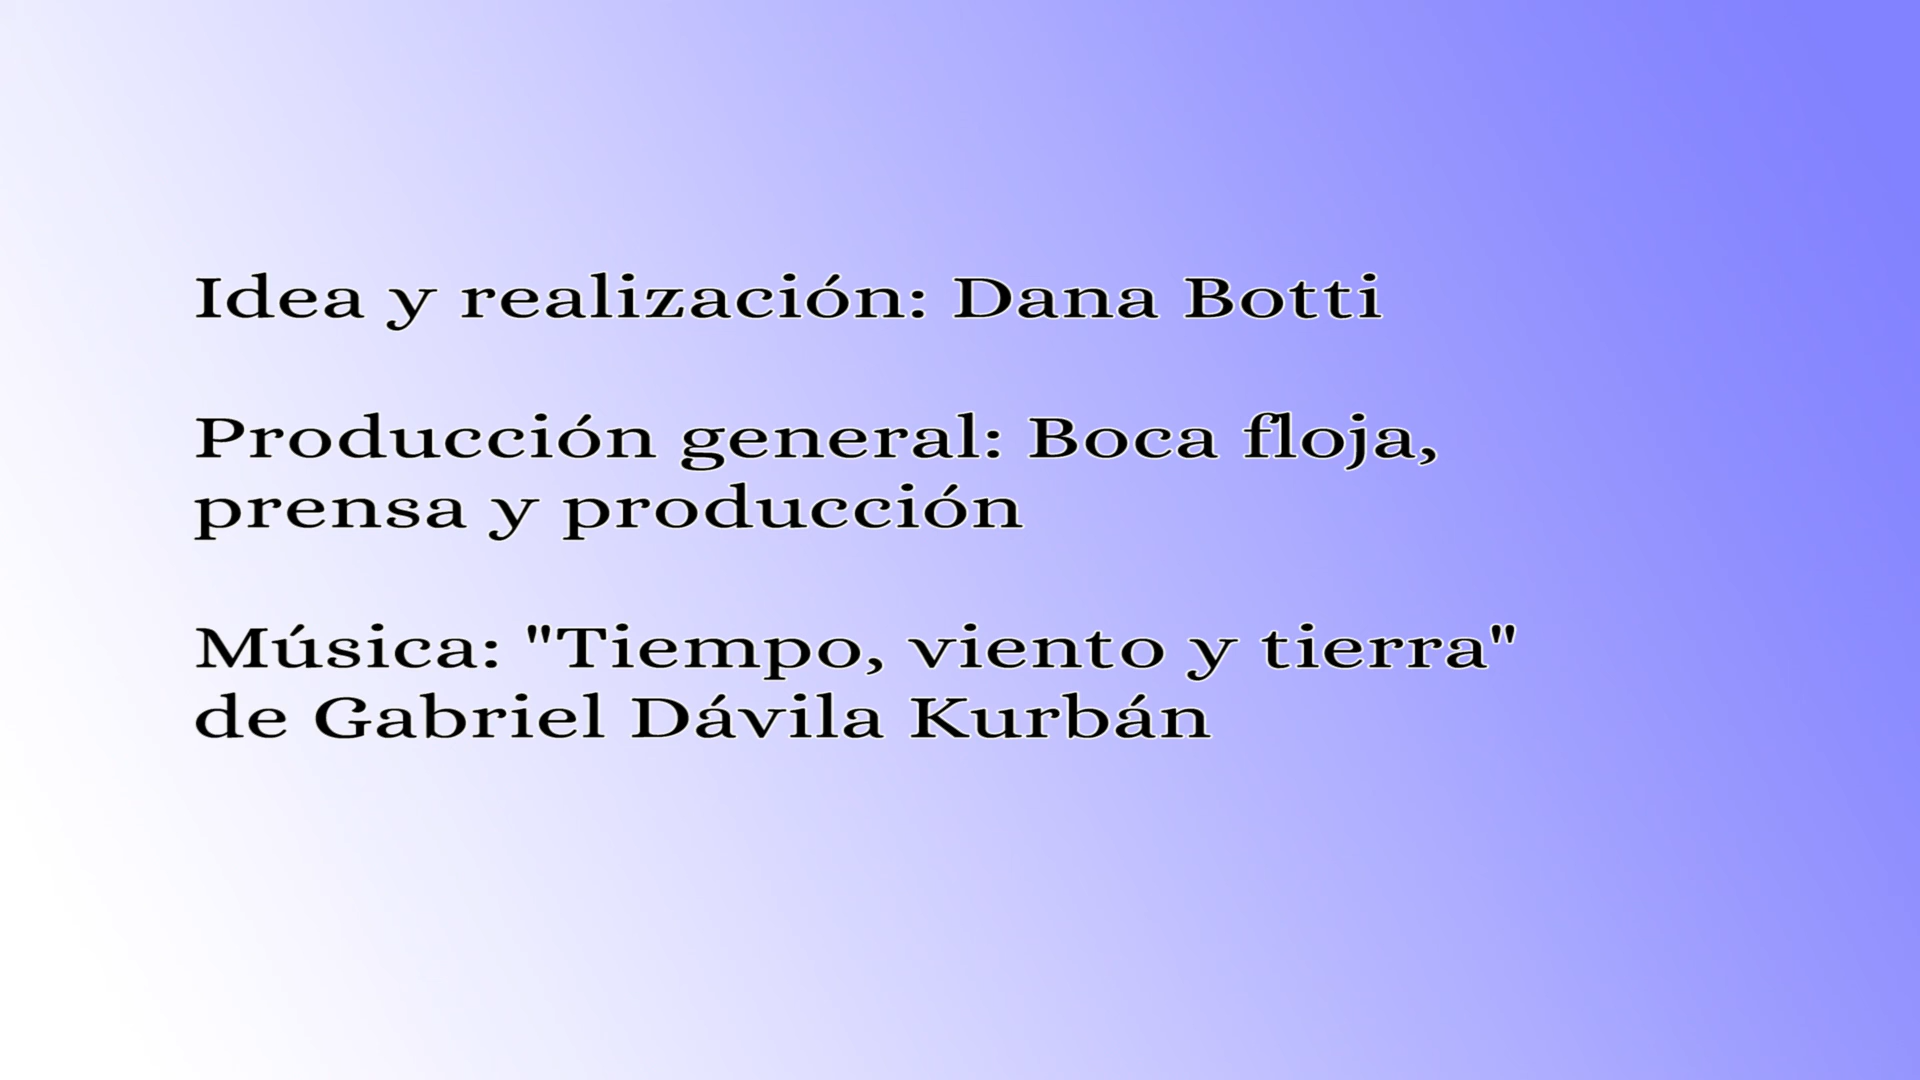 Idea y realización: Dana Botti
Producción general: Boca floja,
prensa y producción
Música: "Tiempo, viento y tierra"
de Gabriel Dávila Kurbán